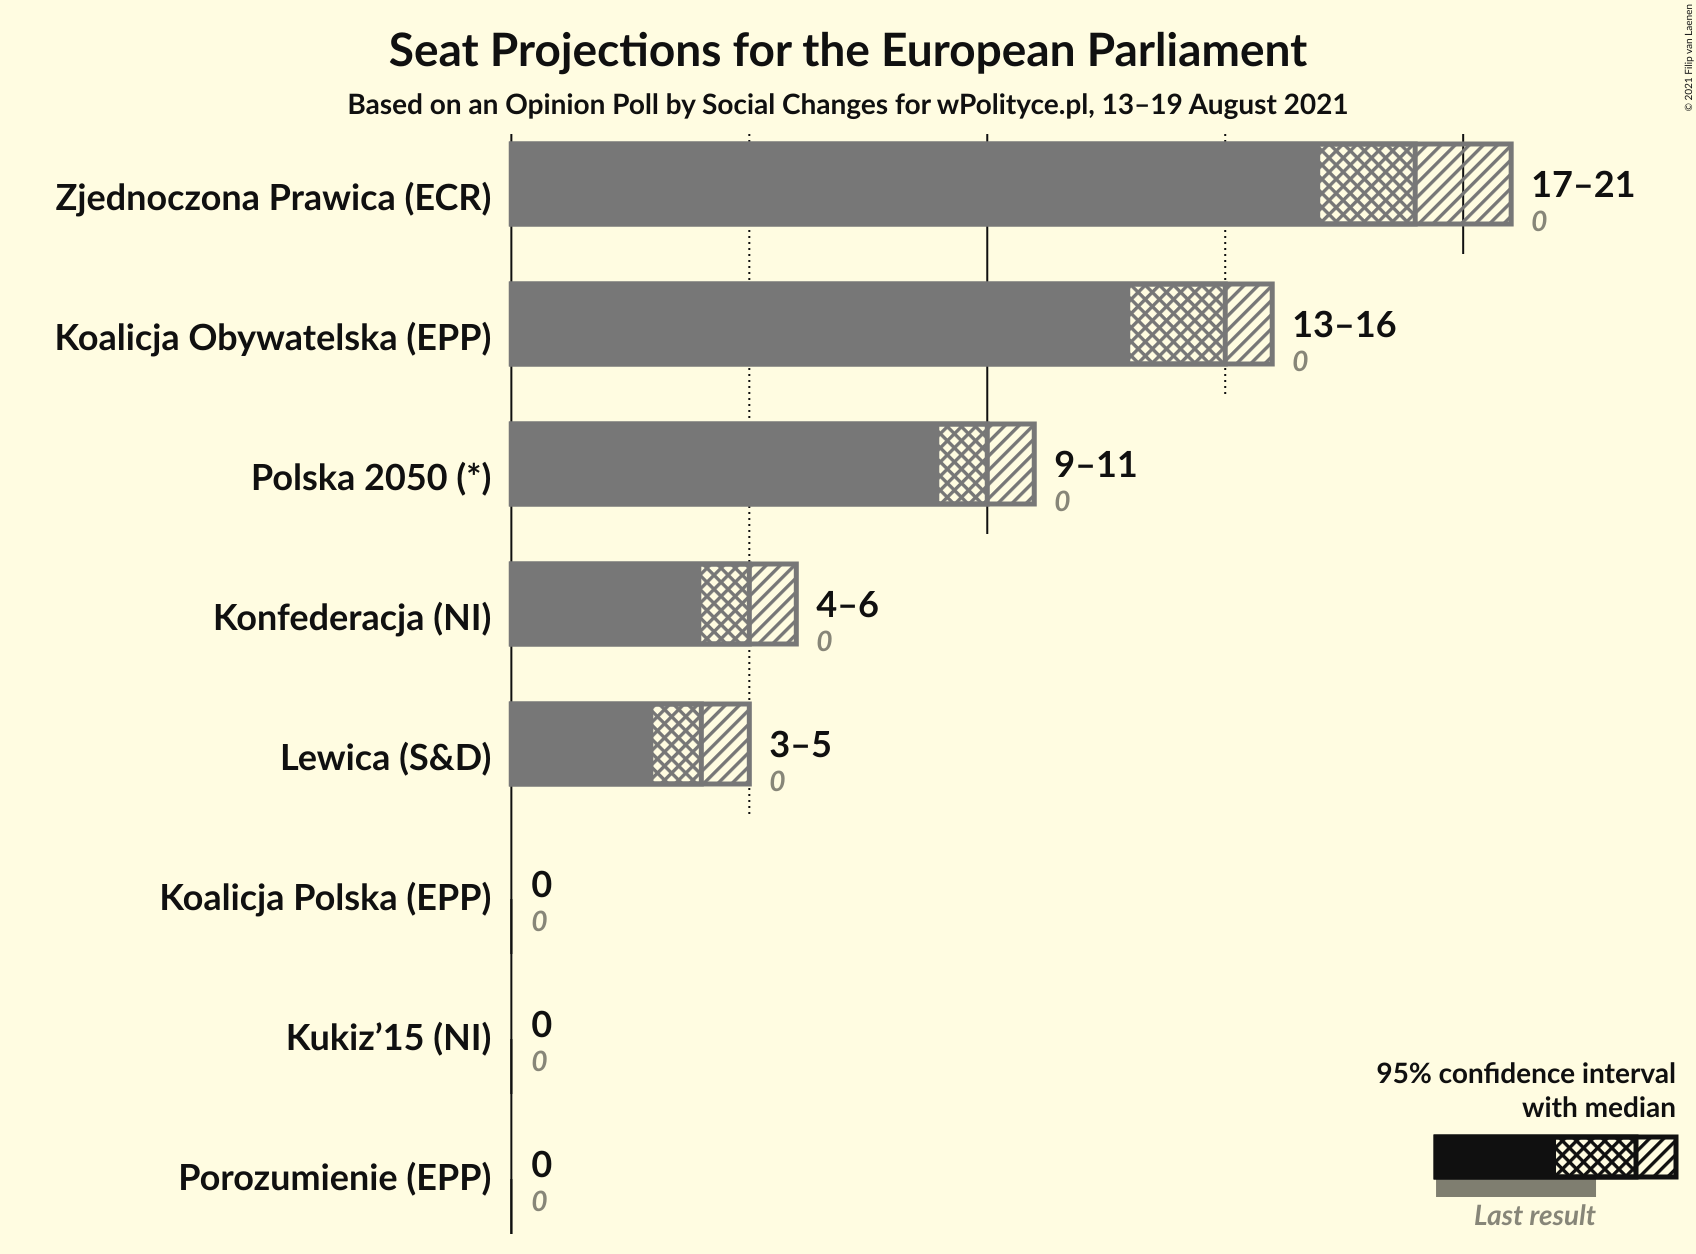 Seat Projections for the European Parliament
Based on an Opinion Poll by Social Changes for wPolityce.pl, 13–19 August 2021
© 2021 Filip van Laenen
Zjednoczona Prawica (ECR)
17–21
0
Koalicja Obywatelska (EPP)
13–16
0
Polska 2050 (*)
9–11
0
Konfederacja (NI)
4–6
0
Lewica (S&D)
3–5
0
Koalicja Polska (EPP)
0
0
Kukiz’15 (NI)
0
0
Porozumienie (EPP)
0
0
95% confidence interval
with median
Last result